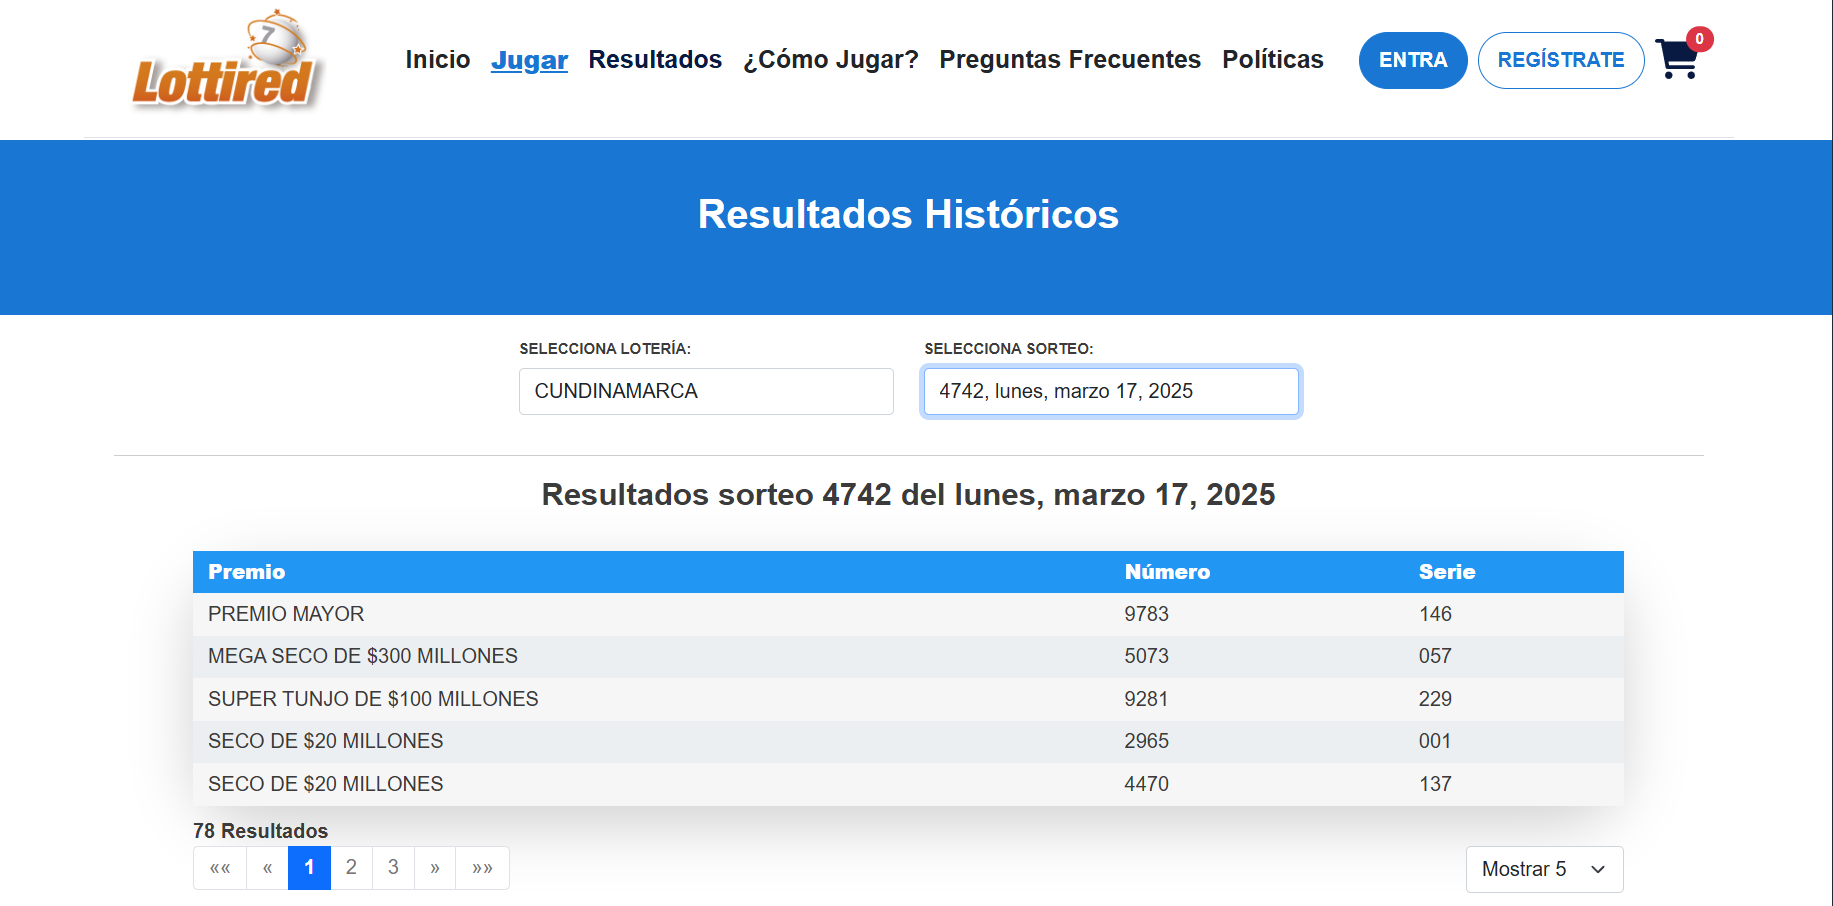 7
Lottired
Inicio Jugar Resultados ¿Cómo Jugar? Preguntas Frecuentes Políticas ENTRA REGÍSTRATE 0
Resultados Históricos
SELECCIONA LOTERÍA: SELECCIONA SORTEO:
CUNDINAMARCA 4742, lunes, marzo 17, 2025
Resultados sorteo 4742 del lunes, marzo 17, 2025
Premio Número Serie
PREMIO MAYOR 9783 146
MEGA SECO DE $300 MILLONES 5073 057
SUPER TUNJO DE $100 MILLONES 9281 229
SECO DE $20 MILLONES 2965 001
SECO DE $20 MILLONES 4470 137
78 Resultados
«« « 1 2 3 » »» Mostrar 5